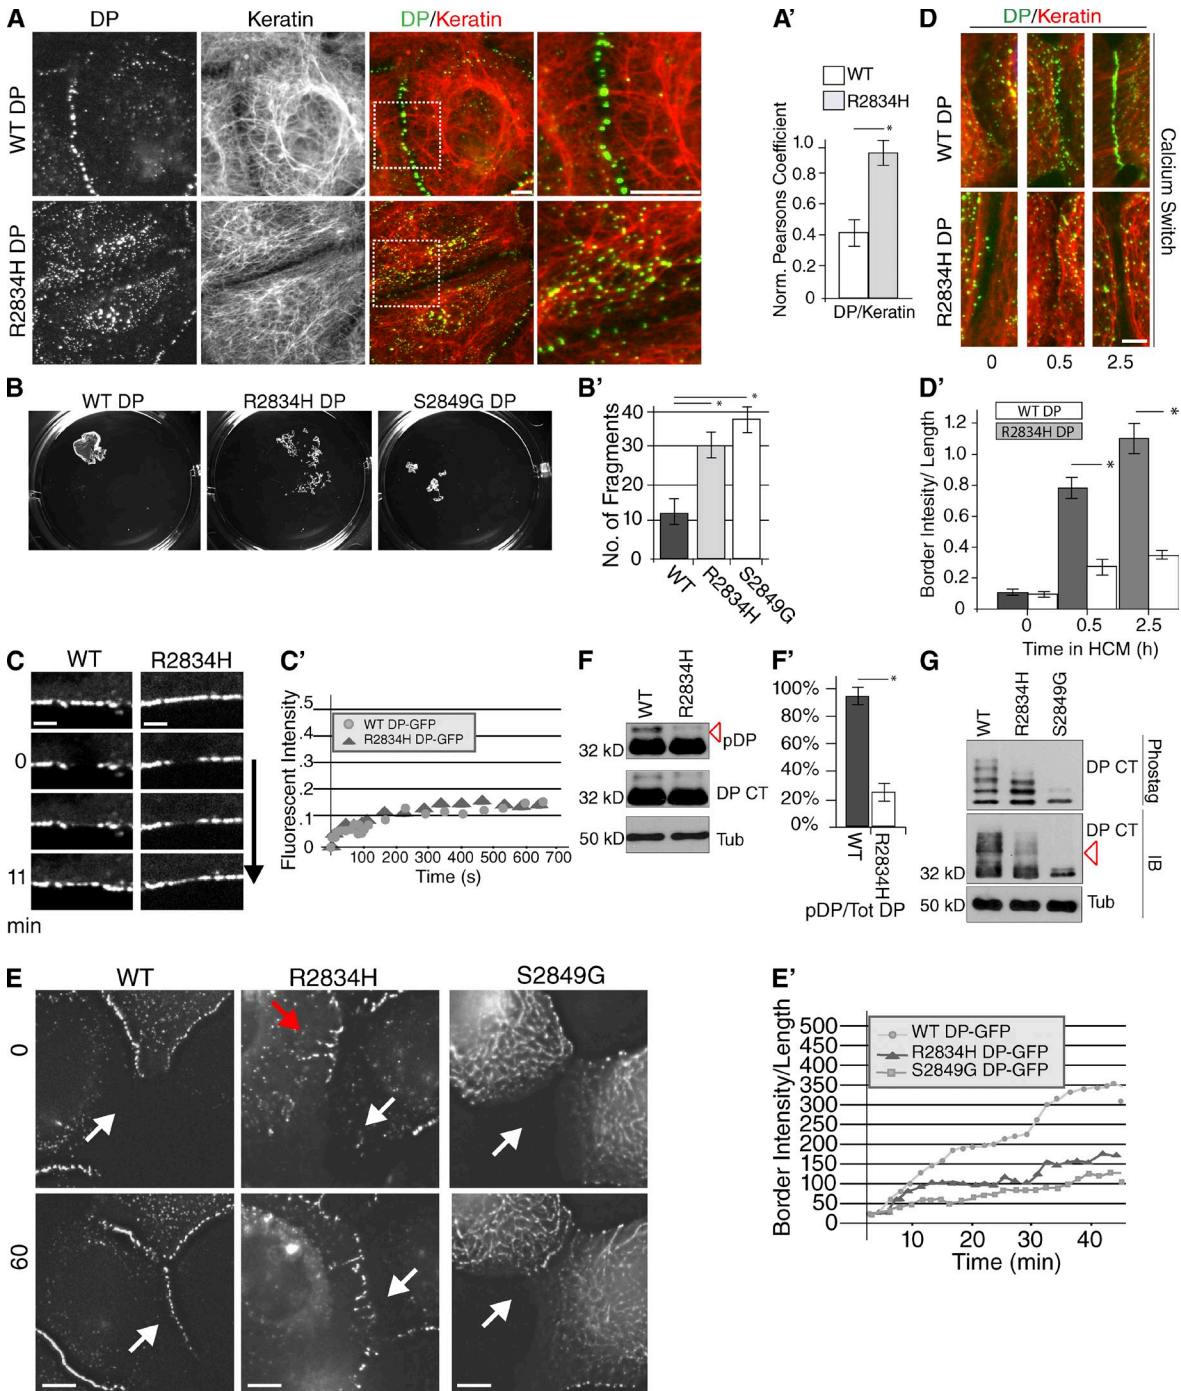 A
DP
Keratin
DP/Keratin
WT DP
R2834H DP
A'
WT
R2834H
*
Norm. Pearsons Coefficient
1.0
0.8
0.6
0.4
0.2
0
DP/Keratin
D
DP/Keratin
WT DP
R2834H DP
Calcium Switch
0
0.5
2.5
B
WT DP
R2834H DP
S2849G DP
B'
*
*
No. of Fragments
40
30
20
10
0
WT
R2834H
S2849G
D'
WT DP
R2834H DP
*
*
Border Intesity/ Length
1.2
1.0
0.8
0.6
0.4
0.2
0
0
0.5
2.5
Time in HCM (h)
C
WT
R2834H
0
11
min
C'
Fluorescent Intensity
.5
.4
.3
.2
.1
0
WT DP-GFP
R2834H DP-GFP
0
100
200
300
400
500
600
700
Time (s)
F
WT
R2834H
32 kD
pDP
32 kD
DP CT
50 kD
Tub
F'
*
100%
80%
60%
40%
20%
0%
WT
R2834H
pDP/Tot DP
G
WT
R2834H
S2849G
DP CT
Phostag
DP CT
32 kD
IB
50 kD
Tub
E
WT
R2834H
S2849G
0
60
E'
Border Intensity/Length
500
450
400
350
300
250
200
150
100
50
0
WT DP-GFP
R2834H DP-GFP
S2849G DP-GFP
10
20
30
40
Time (min)